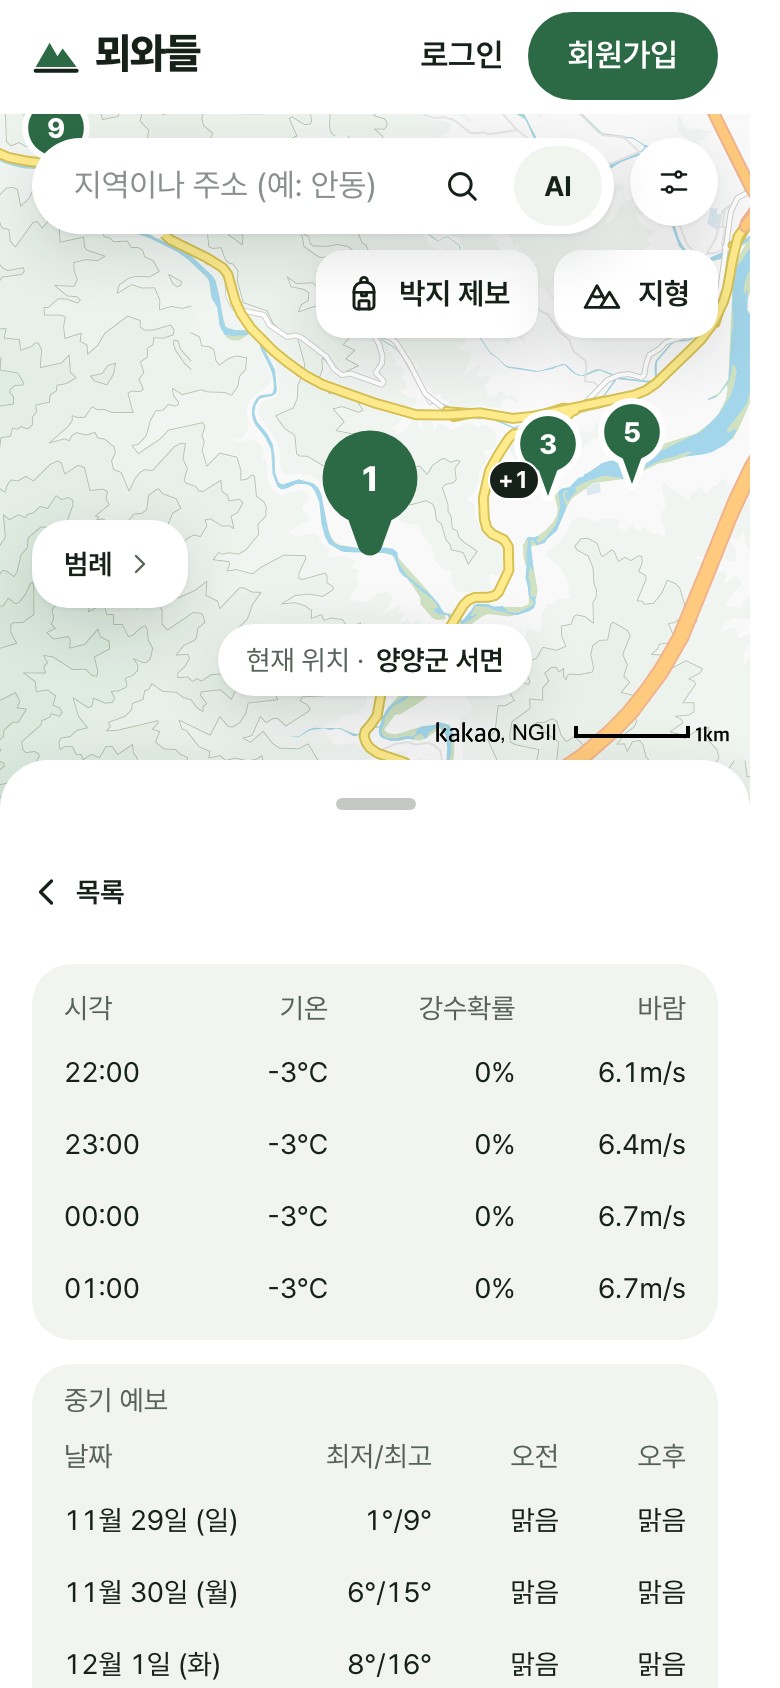 뫼와들 로그인 회원가입
9
지역이나 주소 (예: 안동) AI
박지 제보 지형
5
3
1 +1
범례
현재 위치 · 양양군 서면
kakao, NGII 1km
목록
시각 기온 강수확률 바람
22:00 -3°C 0% 6.1m/s
23:00 -3°C 0% 6.4m/s
00:00 -3°C 0% 6.7m/s
01:00 -3°C 0% 6.7m/s
중기 예보
날짜 최저/최고 오전 오후
11월 29일 (일) 1°/9° 맑음 맑음
11월 30일 (월) 6°/15° 맑음 맑음
12월 1일 (화) 8°/16° 맑음 맑음